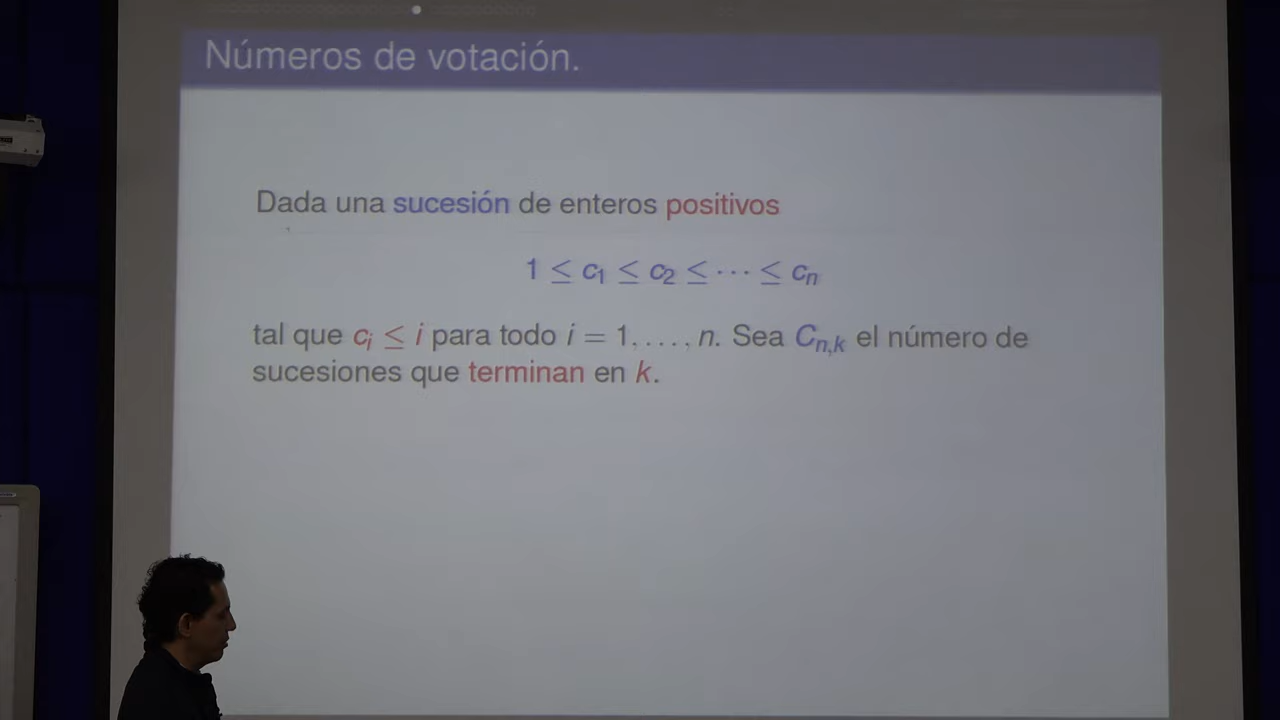 Números de votación.
Dada una sucesión de enteros positivos
1 ≤ c₁ ≤ c₂ ≤ ⋯ ≤ cₙ
tal que cᵢ ≤ i para todo i = 1, . . . , n. Sea Cₙ,ₖ el número de
sucesiones que terminan en k.